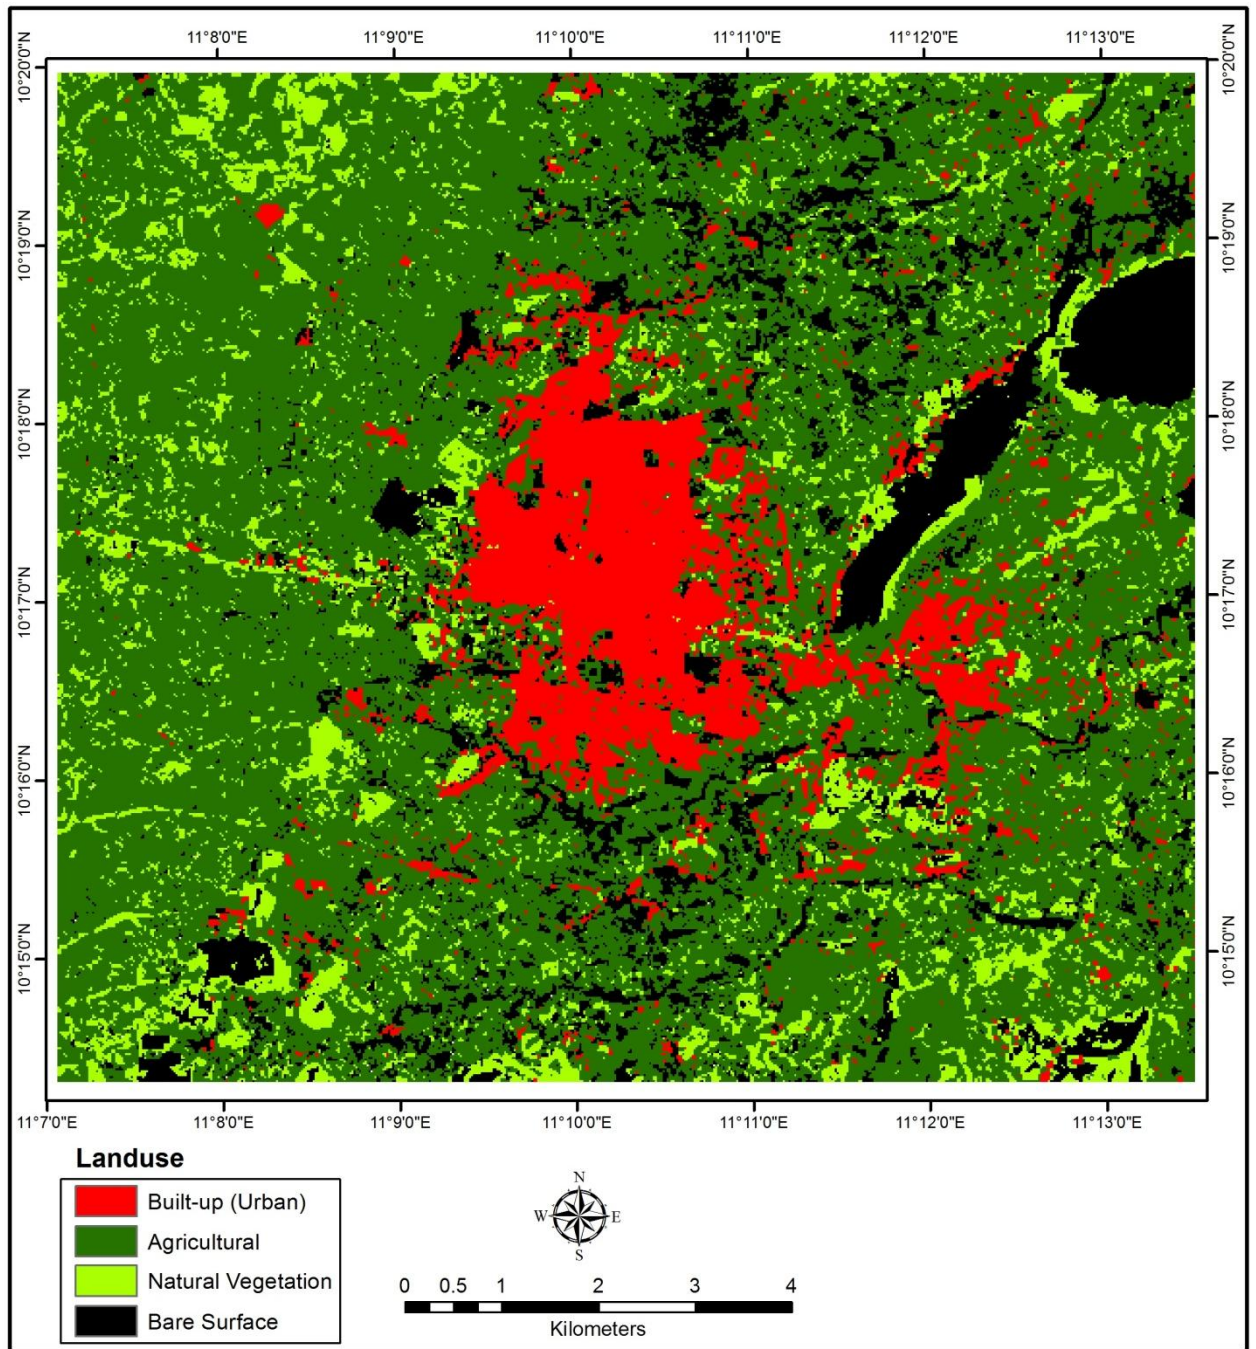 11°8'0"E 11°9'0"E 11°10'0"E 11°11'0"E 11°12'0"E 11°13'0"E
10°20'0"N 10°20'0"N
10°19'0"N 10°19'0"N
10°18'0"N 10°18'0"N
10°17'0"N 10°17'0"N
10°16'0"N 10°16'0"N
10°15'0"N 10°15'0"N
11°7'0"E 11°8'0"E 11°9'0"E 11°10'0"E 11°11'0"E 11°12'0"E 11°13'0"E
Landuse
Built-up (Urban)
Agricultural
Natural Vegetation
Bare Surface
N
W E
S
0 0.5 1 2 3 4
Kilometers